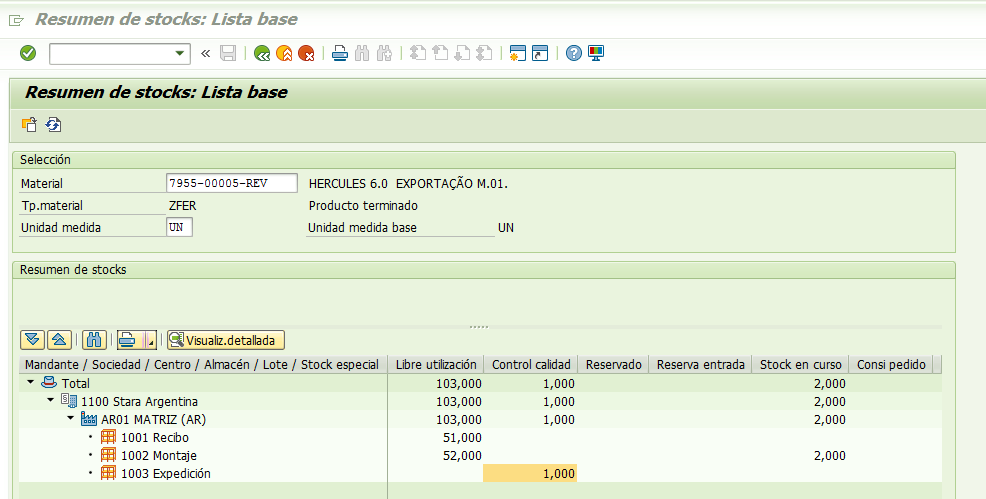 Resumen de stocks: Lista base
Resumen de stocks: Lista base
Selección
Material 7955-00005-REV HERCULES 6.0 EXPORTAÇÃO M.01.
Tp.material ZFER Producto terminado
Unidad medida UN Unidad medida base UN
Resumen de stocks
Visualiz.detallada
Mandante / Sociedad / Centro / Almacén / Lote / Stock especial Libre utilización Control calidad Reservado Reserva entrada Stock en curso Consi pedido
Total 103,000 1,000 2,000
1100 Stara Argentina 103,000 1,000 2,000
AR01 MATRIZ (AR) 103,000 1,000 2,000
1001 Recibo 51,000
1002 Montaje 52,000 2,000
1003 Expedición 1,000